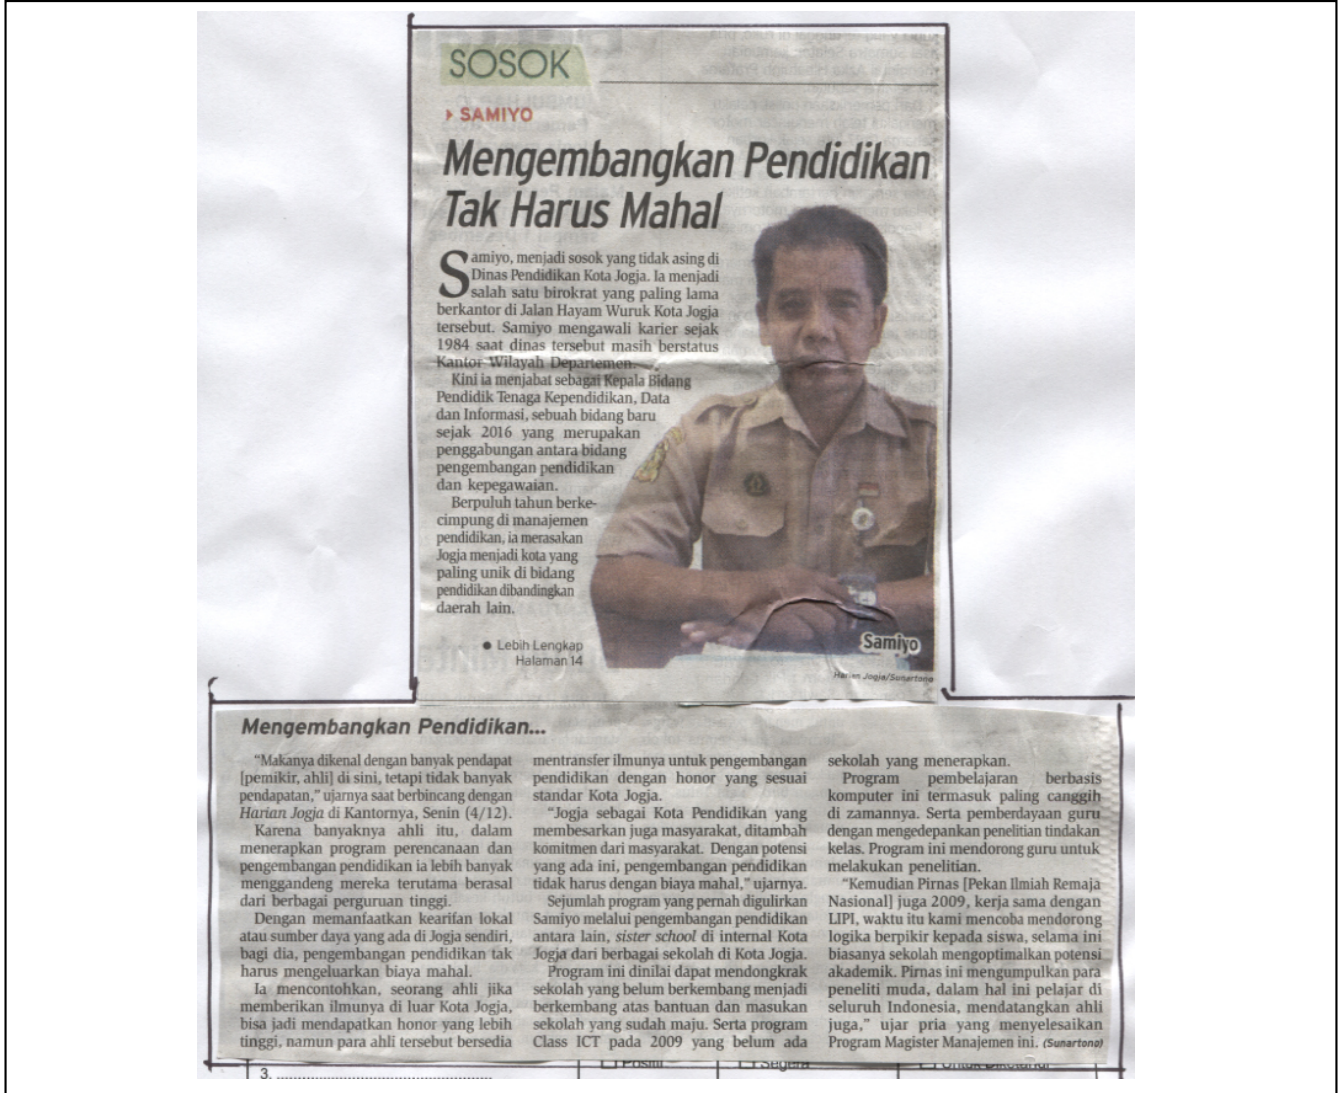 SOSOK
SAMIYO
Mengembangkan Pendidikan
Tak Harus Mahal
Samiyo, menjadi sosok yang tidak asing di
Dinas Pendidikan Kota Jogja. Ia menjadi
salah satu birokrat yang paling lama
berkantor di Jalan Hayam Wuruk Kota Jogja
tersebut. Samiyo mengawali karier sejak
1984 saat dinas tersebut masih berstatus
Kantor Wilayah Departemen.
Kini ia menjabat sebagai Kepala Bidang
Pendidik Tenaga Kependidikan, Data
dan Informasi, sebuah bidang baru
sejak 2016 yang merupakan
penggabungan antara bidang
pengembangan pendidikan
dan kepegawaian.
Berpuluh tahun berke-
cimpung di manajemen
pendidikan, ia merasakan
Jogja menjadi kota yang
paling unik di bidang
pendidikan dibandingkan
daerah lain.
● Lebih Lengkap
Halaman 14
Samiyo
Harian Jogja/Sunartono
Mengembangkan Pendidikan...
"Makanya dikenal dengan banyak pendapat
[pemikir, ahli] di sini, tetapi tidak banyak
pendapatan," ujarnya saat berbincang dengan
Harian Jogja di Kantornya, Senin (4/12).
Karena banyaknya ahli itu, dalam
menerapkan program perencanaan dan
pengembangan pendidikan ia lebih banyak
menggandeng mereka terutama berasal
dari berbagai perguruan tinggi.
Dengan memanfaatkan kearifan lokal
atau sumber daya yang ada di Jogja sendiri,
bagi dia, pengembangan pendidikan tak
harus mengeluarkan biaya mahal.
Ia mencontohkan, seorang ahli jika
memberikan ilmunya di luar Kota Jogja,
bisa jadi mendapatkan honor yang lebih
tinggi, namun para ahli tersebut bersedia
mentransfer ilmunya untuk pengembangan
pendidikan dengan honor yang sesuai
standar Kota Jogja.
"Jogja sebagai Kota Pendidikan yang
membesarkan juga masyarakat, ditambah
komitmen dari masyarakat. Dengan potensi
yang ada ini, pengembangan pendidikan
tidak harus dengan biaya mahal," ujarnya.
Sejumlah program yang pernah digulirkan
Samiyo melalui pengembangan pendidikan
antara lain, sister school di internal Kota
Jogja dari berbagai sekolah di Kota Jogja.
Program ini dinilai dapat mendongkrak
sekolah yang belum berkembang menjadi
berkembang atas bantuan dan masukan
sekolah yang sudah maju. Serta program
Class ICT pada 2009 yang belum ada
sekolah yang menerapkan.
Program pembelajaran berbasis
komputer ini termasuk paling canggih
di zamannya. Serta pemberdayaan guru
dengan mengedepankan penelitian tindakan
kelas. Program ini mendorong guru untuk
melakukan penelitian.
"Kemudian Pirnas [Pekan Ilmiah Remaja
Nasional] juga 2009, kerja sama dengan
LIPI, waktu itu kami mencoba mendorong
logika berpikir kepada siswa, selama ini
biasanya sekolah mengoptimalkan potensi
akademik. Pirnas ini mengumpulkan para
peneliti muda, dalam hal ini pelajar di
seluruh Indonesia, mendatangkan ahli
juga," ujar pria yang menyelesaikan
Program Magister Manajemen ini. (Sunartono)
3. ....................................................